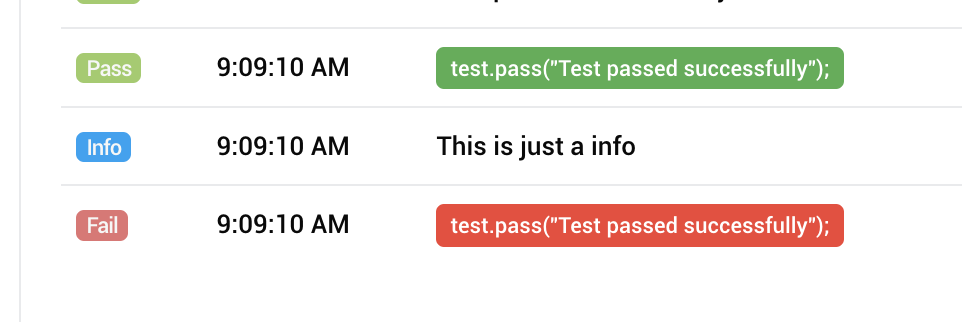 Pass 9:09:10 AM test.pass("Test passed successfully");
Info 9:09:10 AM This is just a info
Fail 9:09:10 AM test.pass("Test passed successfully");